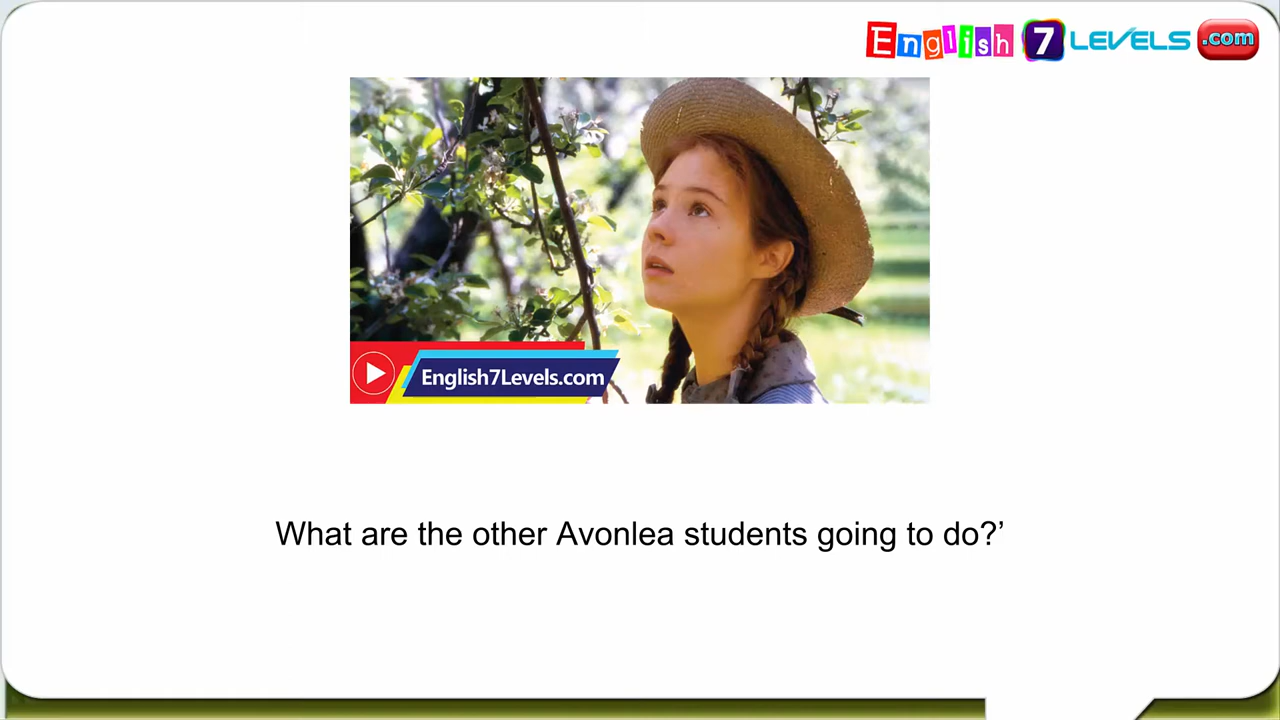 English 7 LEVELS .com
English7Levels.com
What are the other Avonlea students going to do?’